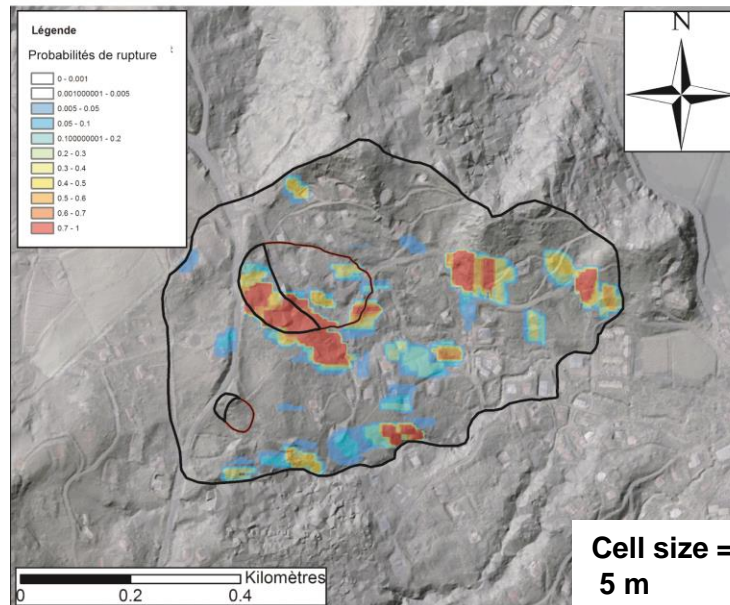 Légende
Probabilités de rupture
0 - 0.001
0.001000001 - 0.005
0.005 - 0.05
0.05 - 0.1
0.100000001 - 0.2
0.2 - 0.3
0.3 - 0.4
0.4 - 0.5
0.5 - 0.6
0.6 - 0.7
0.7 - 1
N
Kilomètres
0 0.2 0.4
Cell size =
5 m